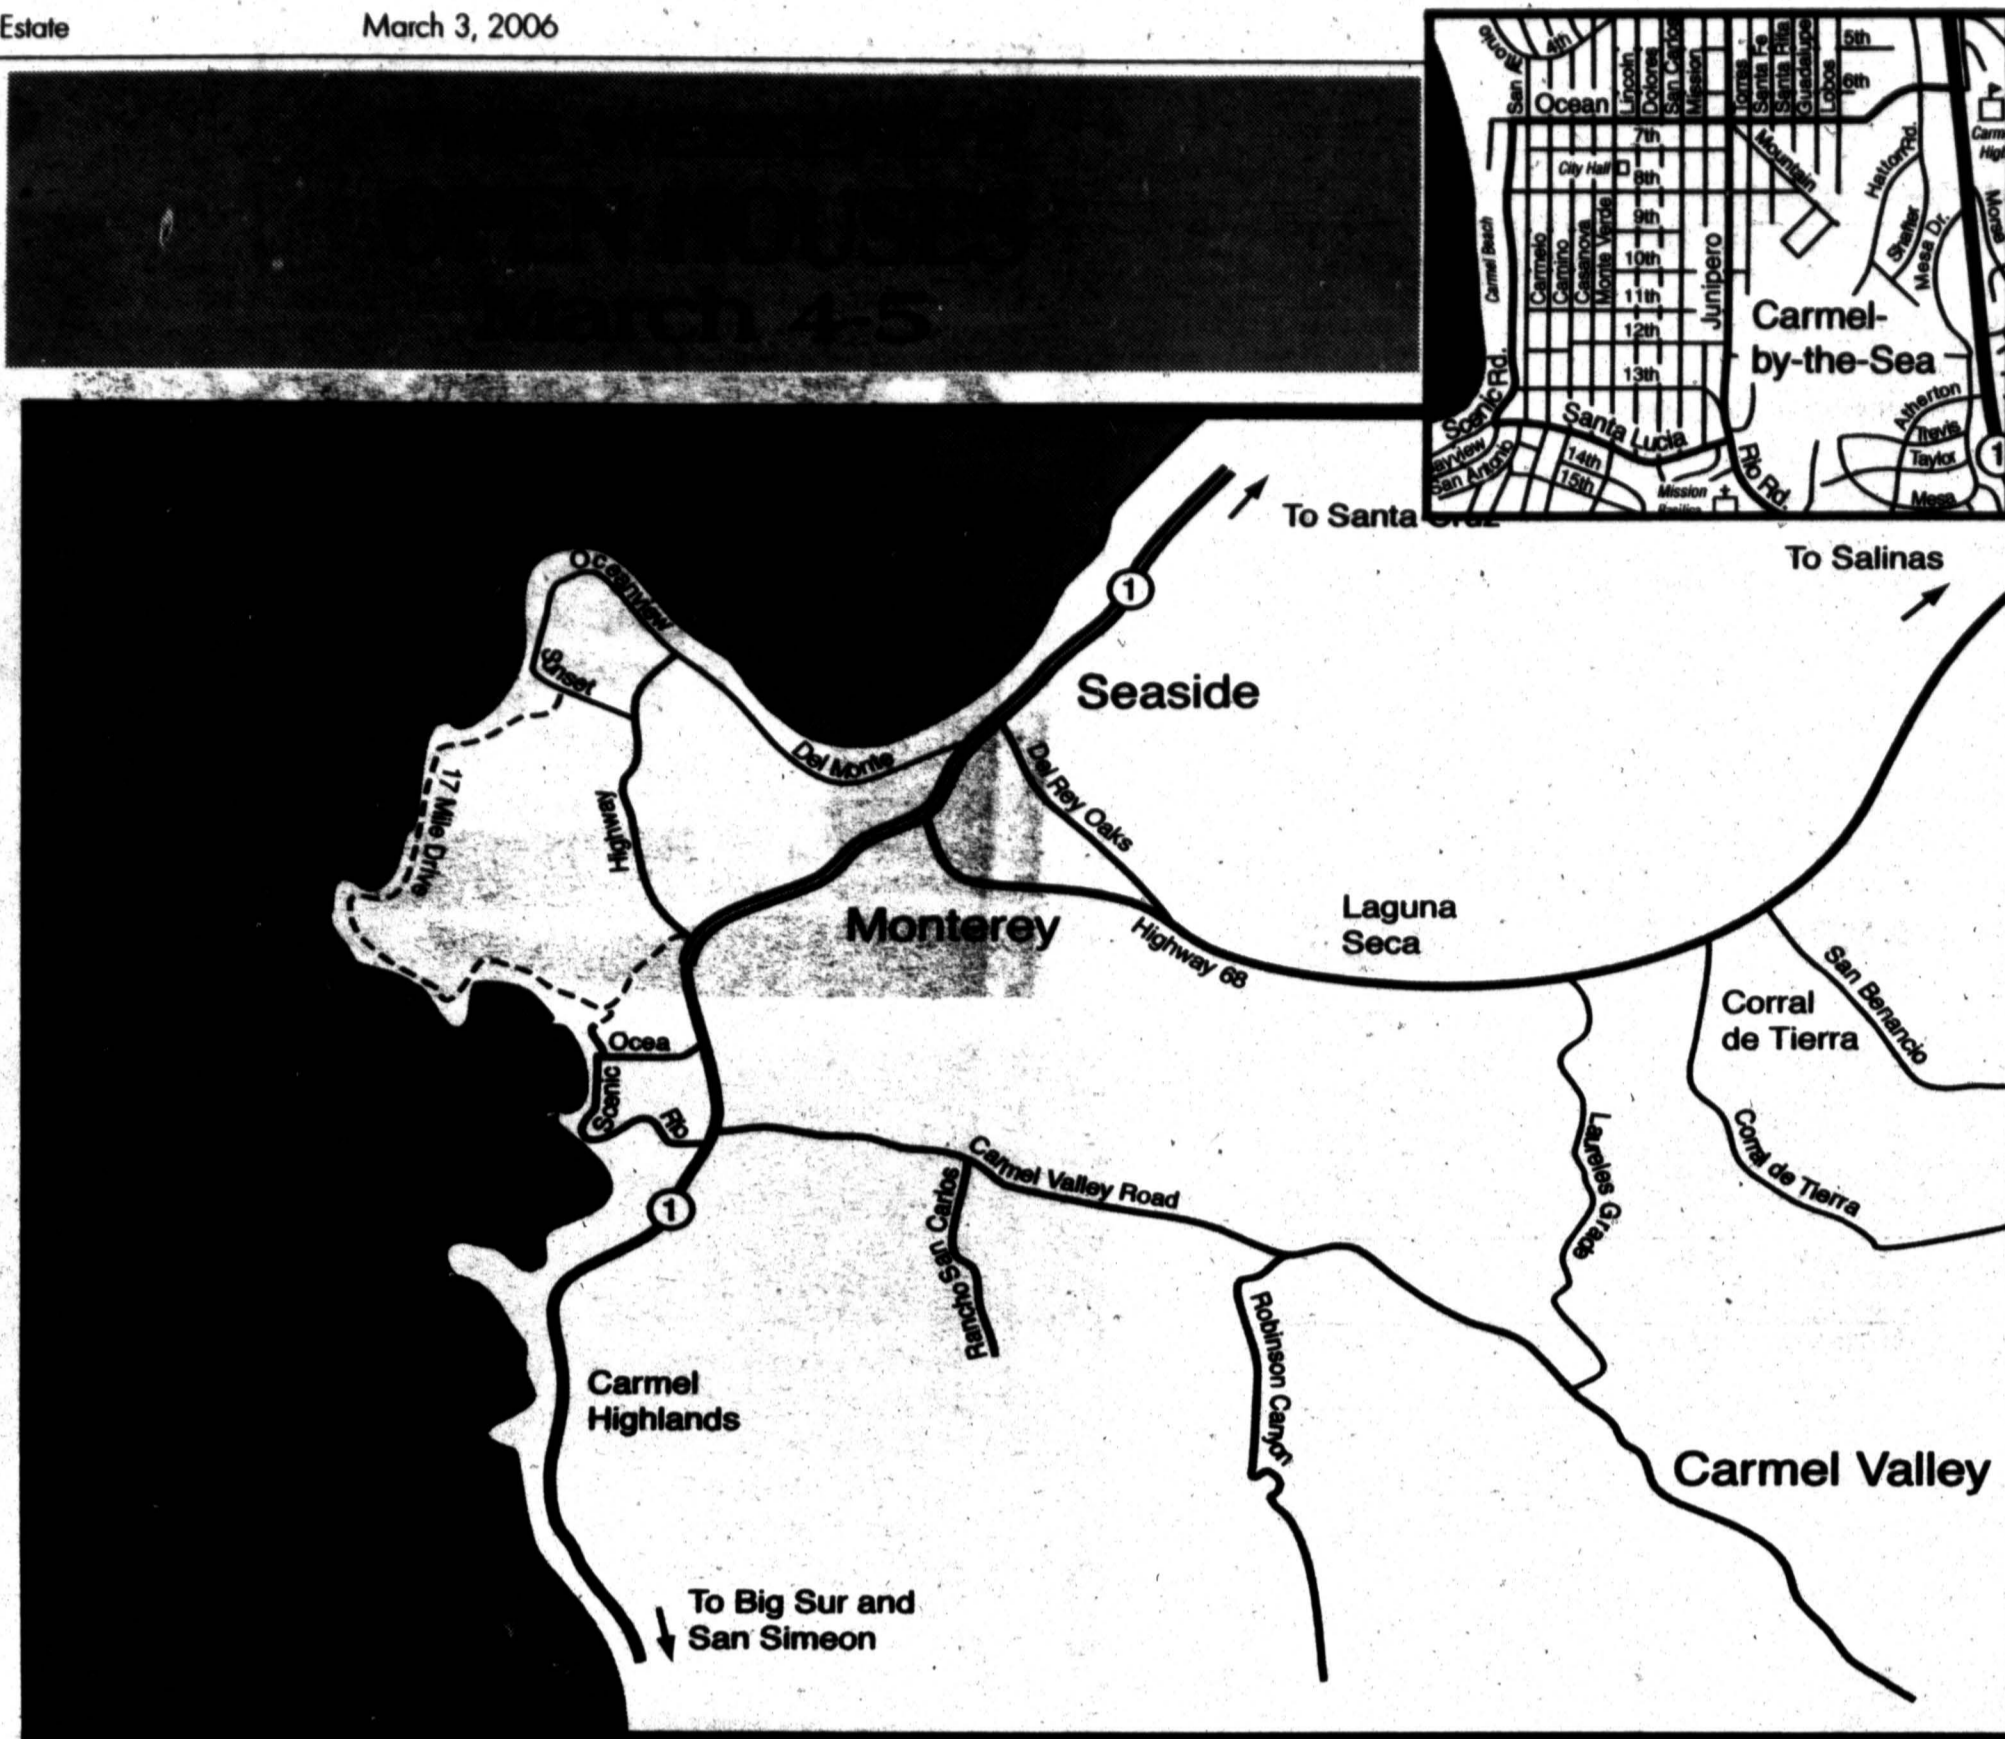 Estate
March 3, 2006
March 4-5
4th
San Antonio
Ocean
Lincoln
Dolores
San Carlos
Mission
Torres
Santa Fe
Santa Rita
Guadalupe
Lobos
5th
6th
7th
City Hall
8th
9th
10th
11th
12th
13th
Carmel Beach
Carmelo
Camino
Casanova
Monte Verde
Junipero
Mountain
Hatton Rd.
Shafter
Mesa Dr.
Carmel-
by-the-Sea
Scenic Rd.
Santa Lucia
San Antonio
14th
15th
Mission
Rio Rd.
Atherton
Trevis
Taylor
Mesa
1
To Santa Cruz
To Salinas
1
Oceanview
Sunset
Seaside
Del Monte
Del Rey Oaks
17 Mile Drive
Highway
Monterey
Highway 68
Laguna
Seca
San Benancio
Corral
de Tierra
Ocea
Scenic
Rio
Carmel Valley Road
Laureles Grade
Corral de Tierra
1
Rancho San Carlos
Robinson Canyon
Carmel
Highlands
Carmel Valley
To Big Sur and
San Simeon